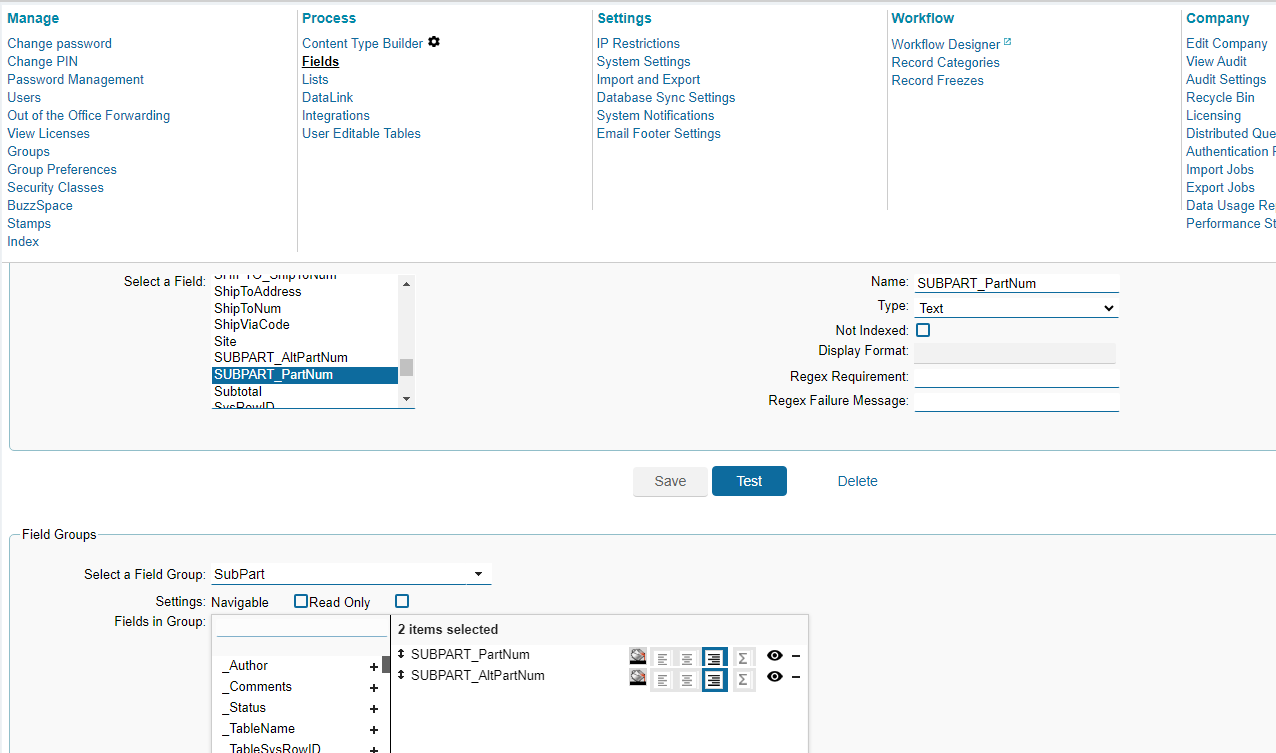 Manage
Change password
Change PIN
Password Management
Users
Out of the Office Forwarding
View Licenses
Groups
Group Preferences
Security Classes
BuzzSpace
Stamps
Index
Process
Content Type Builder
Fields
Lists
DataLink
Integrations
User Editable Tables
Settings
IP Restrictions
System Settings
Import and Export
Database Sync Settings
System Notifications
Email Footer Settings
Workflow
Workflow Designer
Record Categories
Record Freezes
Company
Edit Company
View Audit
Audit Settings
Recycle Bin
Licensing
Distributed Que
Authentication
Import Jobs
Export Jobs
Data Usage Re
Performance St
Select a Field:
SHIPTO_ShipToNum
ShipToAddress
ShipToNum
ShipViaCode
Site
SUBPART_AltPartNum
SUBPART_PartNum
Subtotal
SysRowID
Name: SUBPART_PartNum
Type: Text
Not Indexed:
Display Format:
Regex Requirement:
Regex Failure Message:
Save Test Delete
Field Groups
Select a Field Group: SubPart
Settings: Navigable Read Only
Fields in Group:
_Author +
_Comments +
_Status +
_TableName +
_TableSysRowID +
2 items selected
SUBPART_PartNum Σ −
SUBPART_AltPartNum Σ −